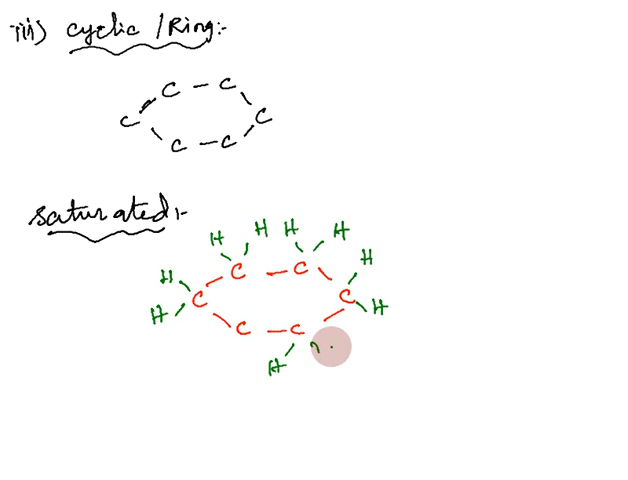 iii) cyclic / Ring:-
C - C
C C
C - C
saturated:-
H H H H
H C - C H
C C
H H
C - C
H